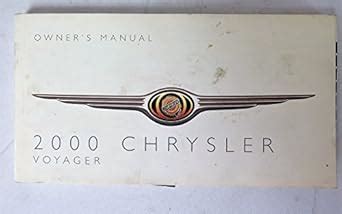 OWNER'S MANUAL
2000 CHRYSLER
VOYAGER